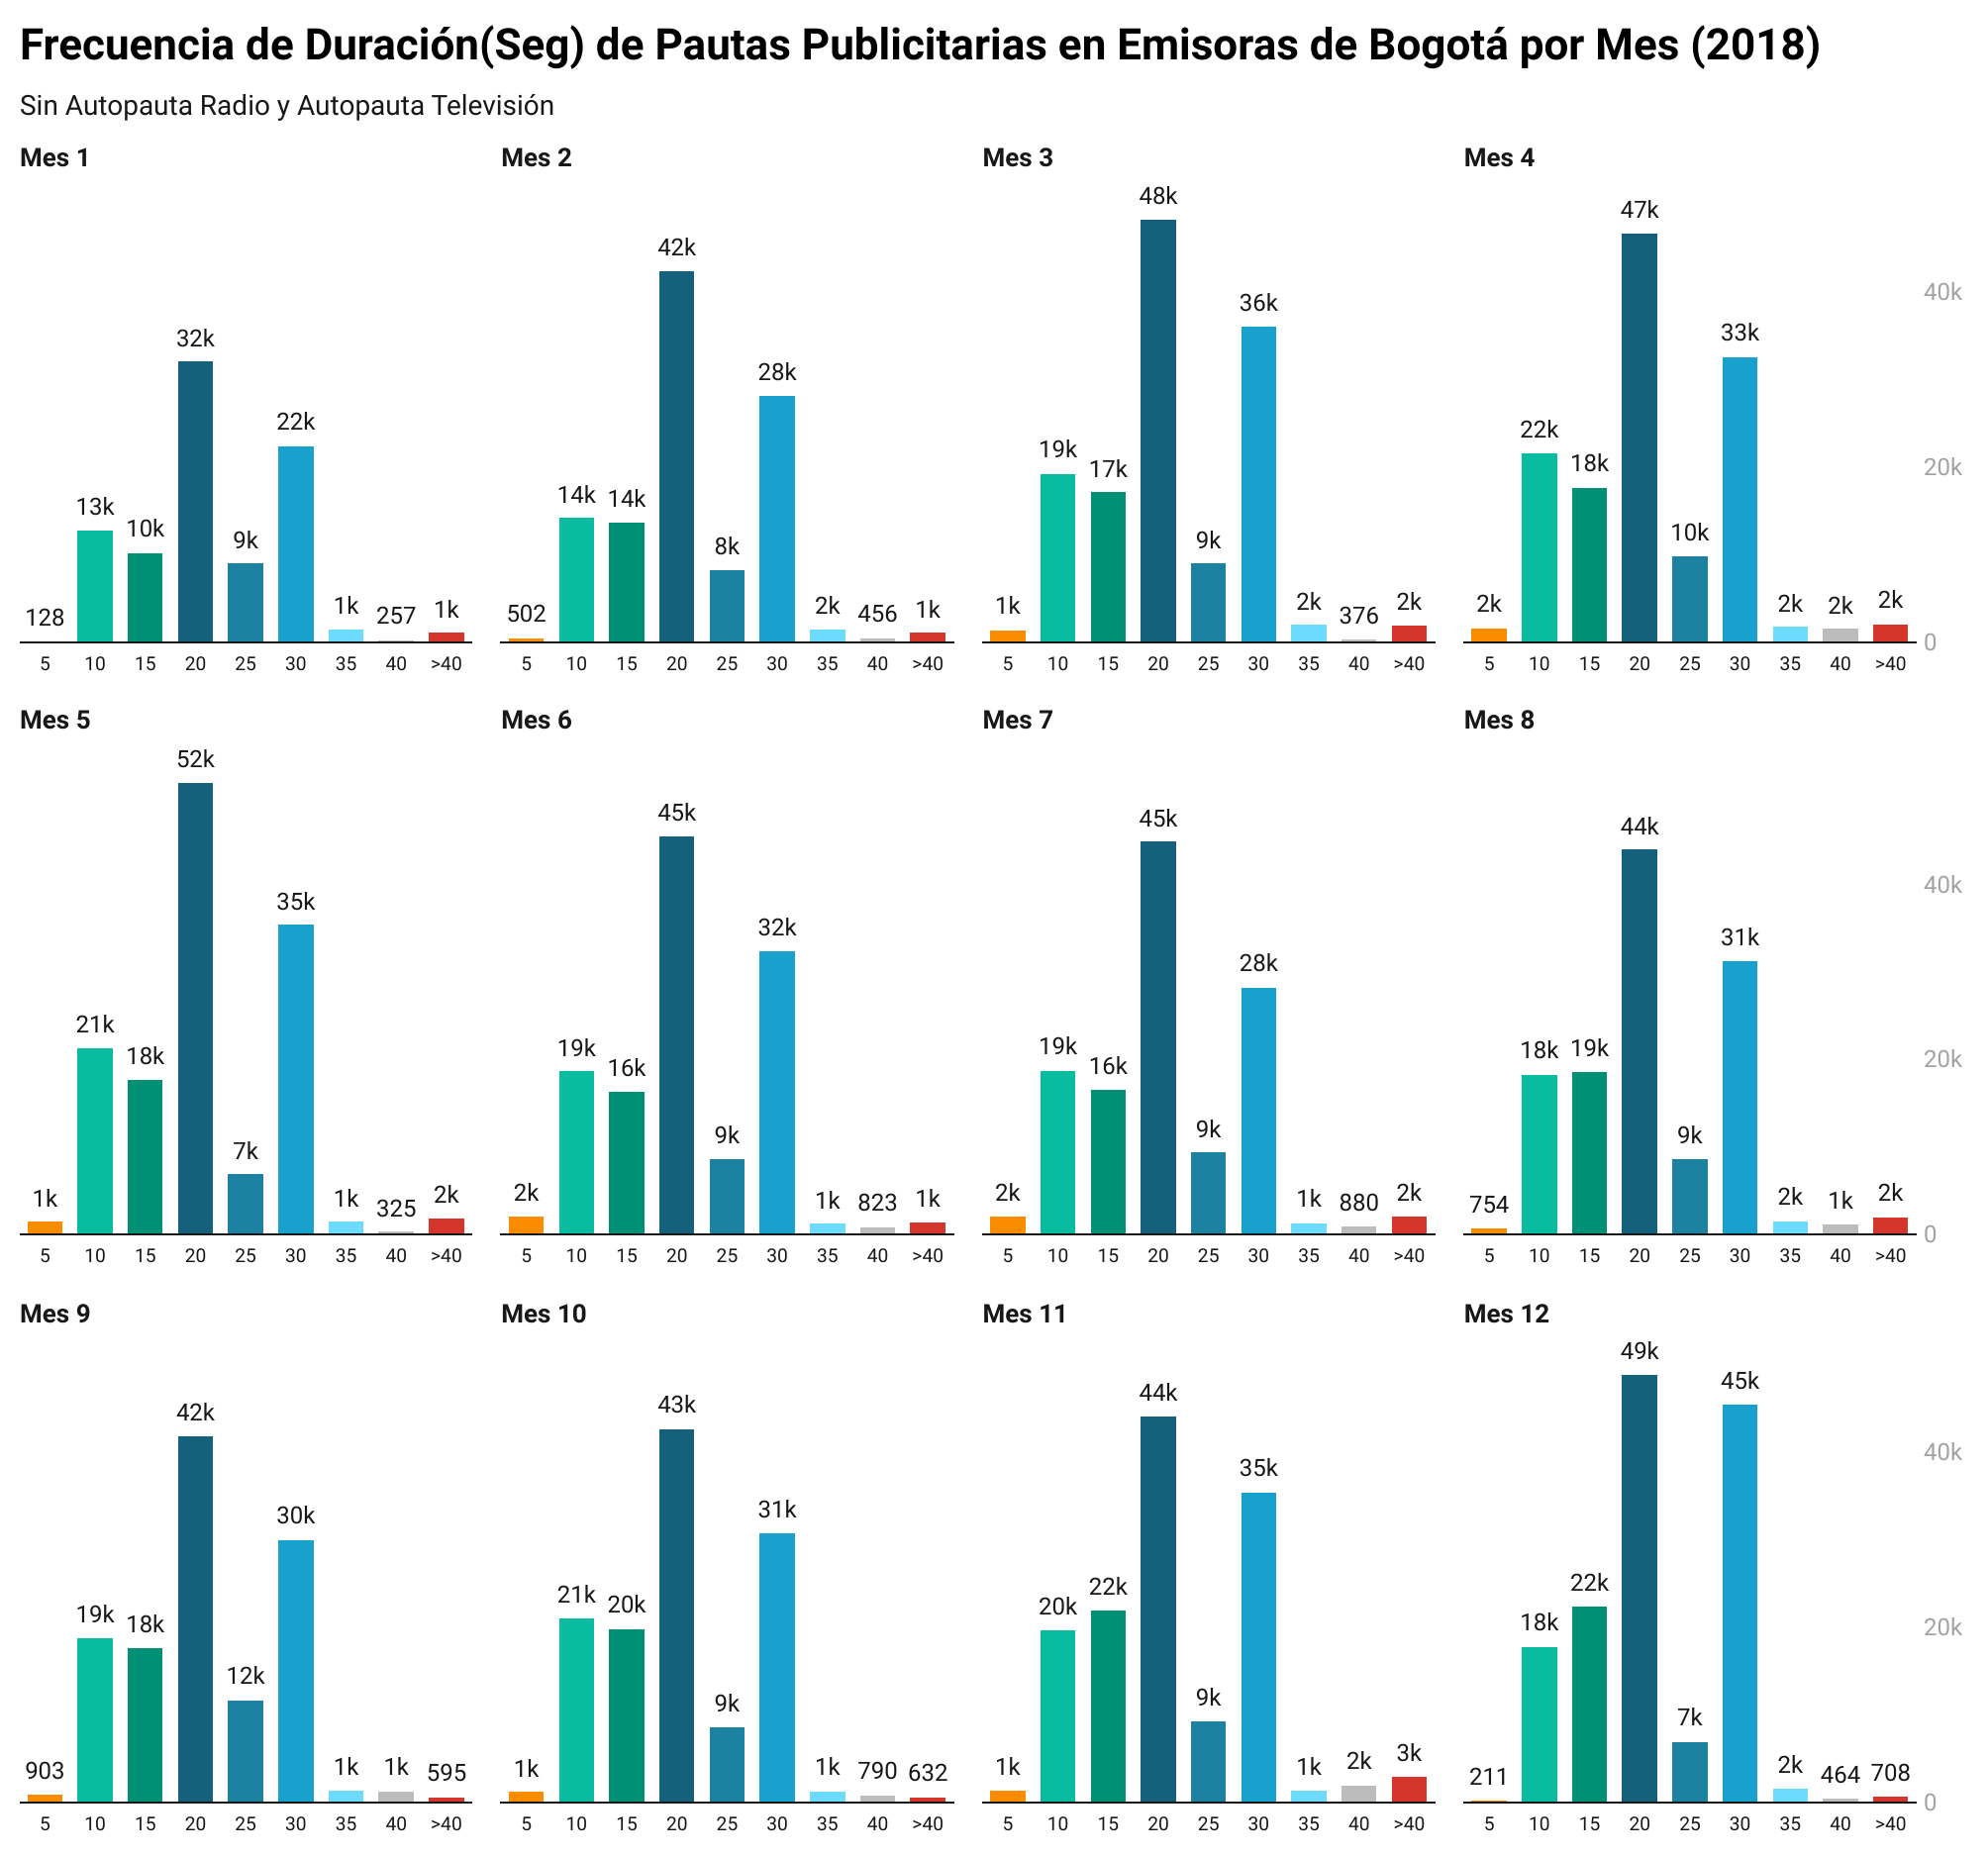 Frecuencia de Duración(Seg) de Pautas Publicitarias en Emisoras de Bogotá por Mes (2018)
Sin Autopauta Radio y Autopauta Televisión
Mes 1
128 13k 10k 32k 9k 22k 1k 257 1k
5 10 15 20 25 30 35 40 >40
Mes 2
502 14k 14k 42k 8k 28k 2k 456 1k
5 10 15 20 25 30 35 40 >40
Mes 3
1k 19k 17k 48k 9k 36k 2k 376 2k
5 10 15 20 25 30 35 40 >40
Mes 4
2k 22k 18k 47k 10k 33k 2k 2k 2k
5 10 15 20 25 30 35 40 >40
40k
20k
0
Mes 5
1k 21k 18k 52k 7k 35k 1k 325 2k
5 10 15 20 25 30 35 40 >40
Mes 6
2k 19k 16k 45k 9k 32k 1k 823 1k
5 10 15 20 25 30 35 40 >40
Mes 7
2k 19k 16k 45k 9k 28k 1k 880 2k
5 10 15 20 25 30 35 40 >40
Mes 8
754 18k 19k 44k 9k 31k 2k 1k 2k
5 10 15 20 25 30 35 40 >40
40k
20k
0
Mes 9
903 19k 18k 42k 12k 30k 1k 1k 595
5 10 15 20 25 30 35 40 >40
Mes 10
1k 21k 20k 43k 9k 31k 1k 790 632
5 10 15 20 25 30 35 40 >40
Mes 11
1k 20k 22k 44k 9k 35k 1k 2k 3k
5 10 15 20 25 30 35 40 >40
Mes 12
211 18k 22k 49k 7k 45k 2k 464 708
5 10 15 20 25 30 35 40 >40
40k
20k
0